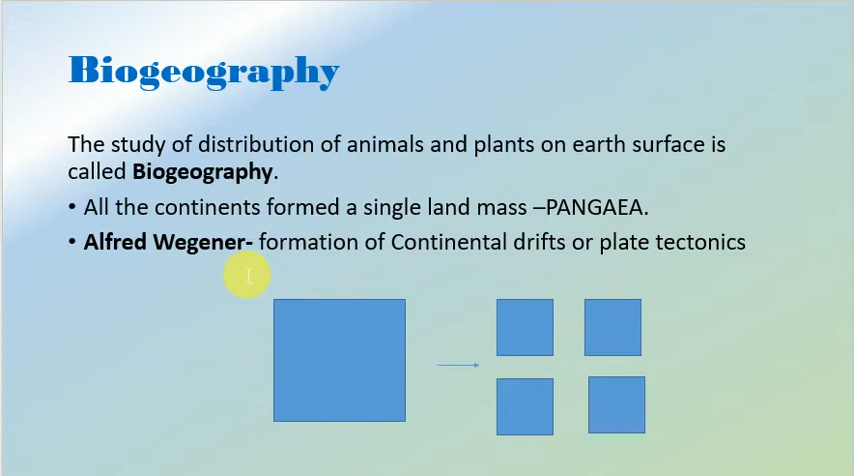 Biogeography
The study of distribution of animals and plants on earth surface is
called Biogeography.
• All the continents formed a single land mass –PANGAEA.
• Alfred Wegener- formation of Continental drifts or plate tectonics